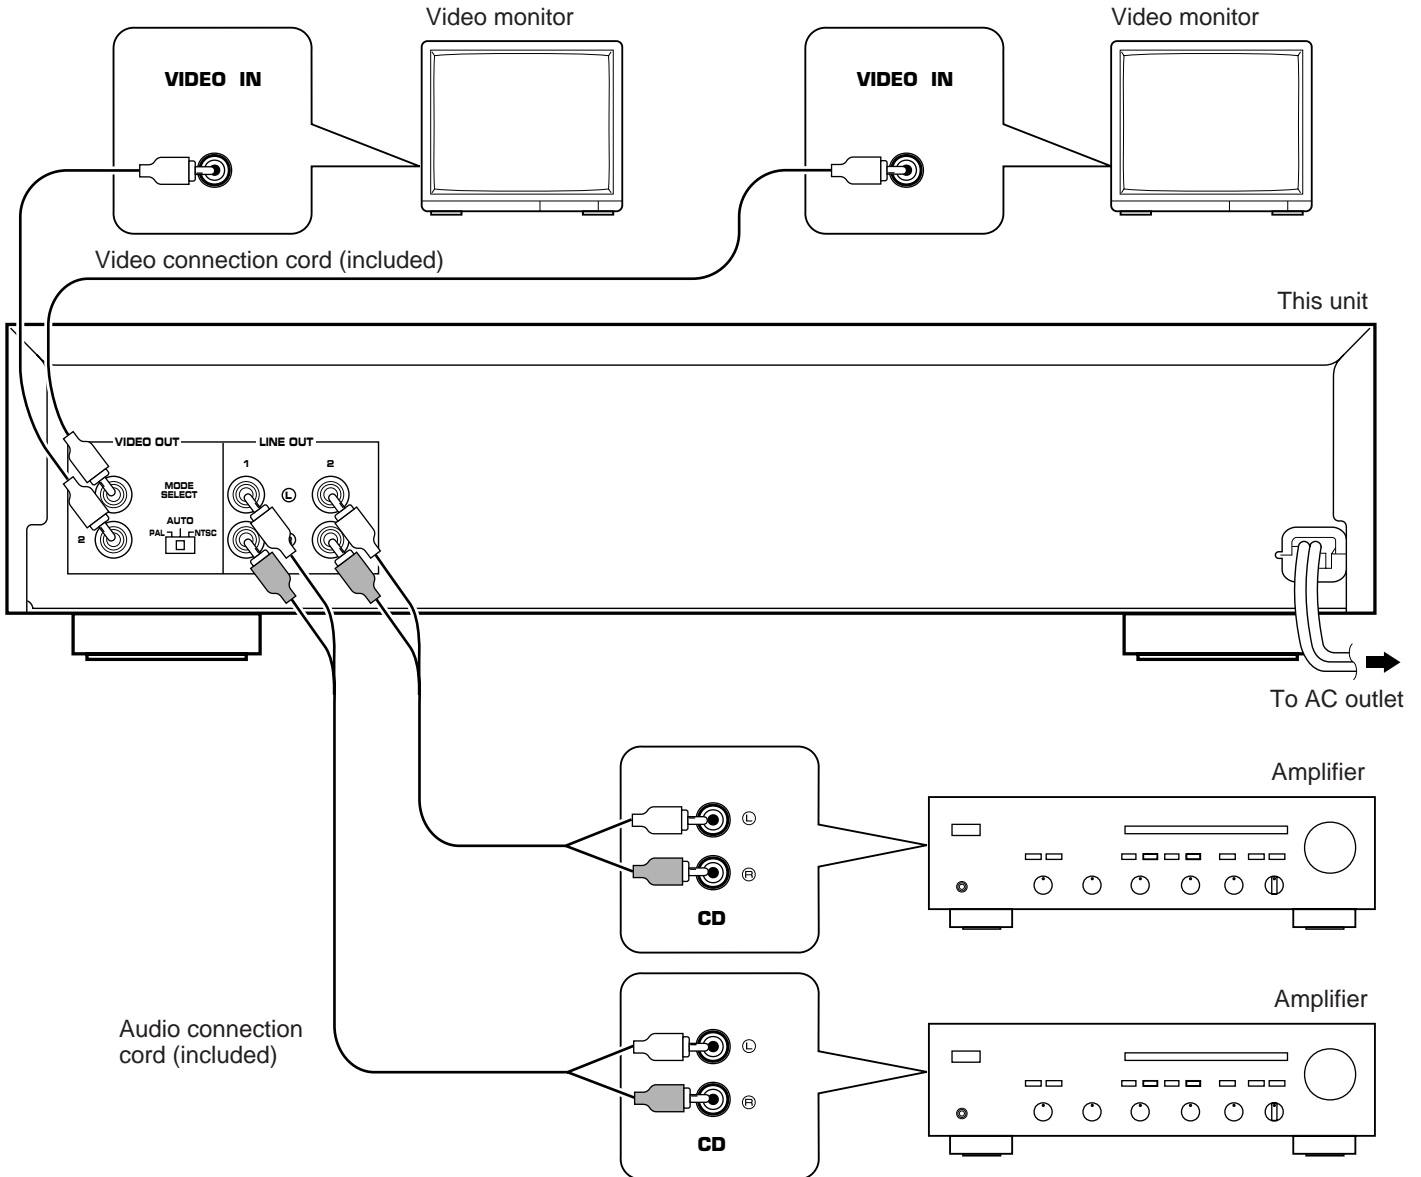 Video monitor
Video monitor
VIDEO IN
VIDEO IN
Video connection cord (included)
This unit
VIDEO OUT
LINE OUT
1
2
MODE
SELECT
L
AUTO
PAL
NTSC
2
To AC outlet
Amplifier
L
R
CD
Amplifier
Audio connection
cord (included)
L
R
CD